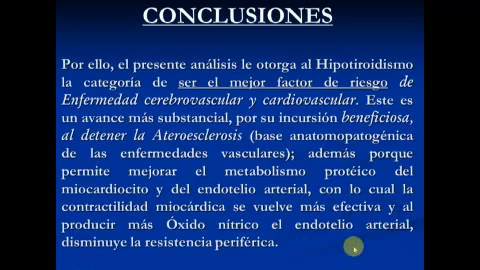 CONCLUSIONES
Por ello, el presente análisis le otorga al Hipotiroidismo
la categoría de ser el mejor factor de riesgo de
Enfermedad cerebrovascular y cardiovascular. Este es
un avance más substancial, por su incursión beneficiosa,
al detener la Ateroesclerosis (base anatomopatogénica
de las enfermedades vasculares); además porque
permite mejorar el metabolismo protéico del
miocardiocito y del endotelio arterial, con lo cual la
contractilidad miocárdica se vuelve más efectiva y al
producir más Óxido nítrico el endotelio arterial,
disminuye la resistencia periférica.